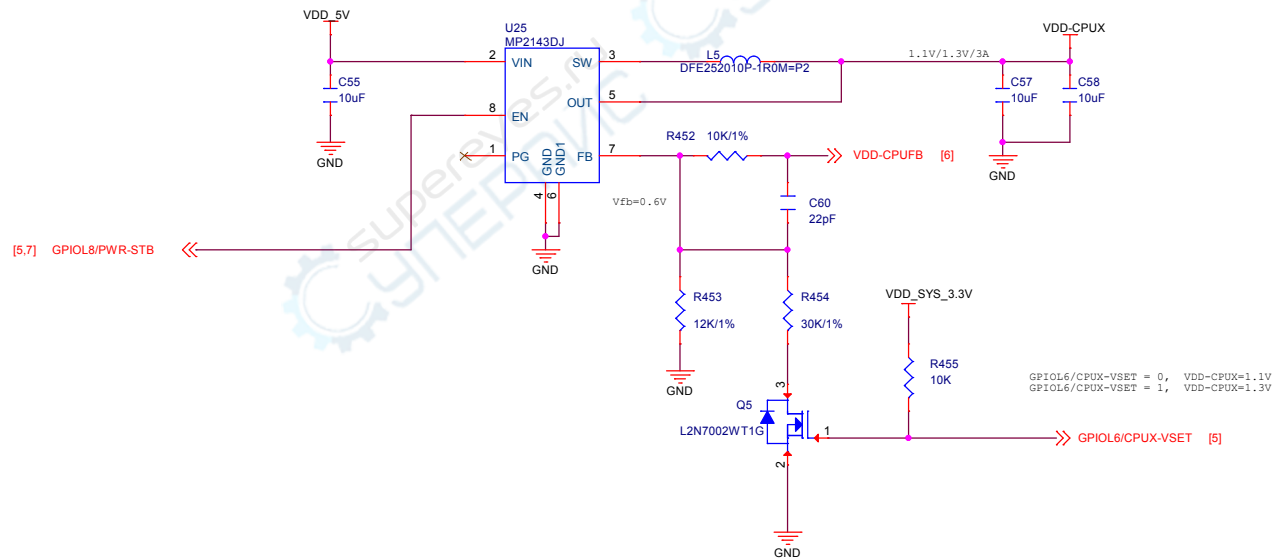 VDD_5V
U25
MP2143DJ
VDD-CPUX
2
VIN
SW
3
L5
DFE252010P-1R0M=P2
1.1V/1.3V/3A
C55
10uF
C57
10uF
C58
10uF
OUT
5
8
EN
GND
R452 10K/1%
1
PG
GND
GND1
FB
7
VDD-CPUFB [6]
GND
4
6
Vfb=0.6V
C60
22pF
[5,7] GPIOL8/PWR-STB
GND
supereyes.ru
СУПЕРАЙС
R453
12K/1%
R454
30K/1%
VDD_SYS_3.3V
GND
R455
10K
GPIOL6/CPUX-VSET = 0, VDD-CPUX=1.1V
GPIOL6/CPUX-VSET = 1, VDD-CPUX=1.3V
3
Q5
L2N7002WT1G
1
GPIOL6/CPUX-VSET [5]
2
GND